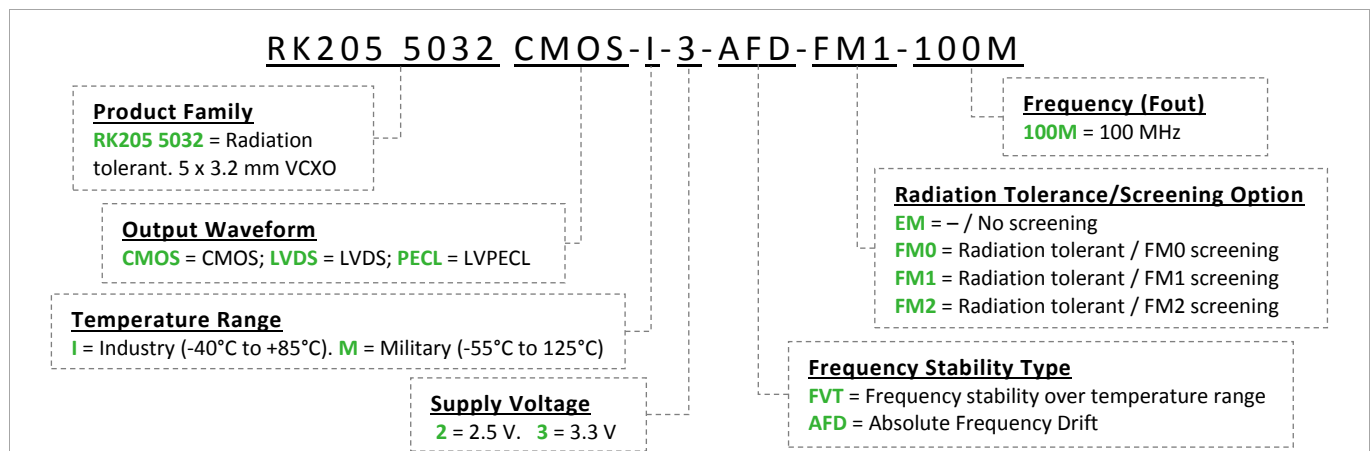 RK205 5032 CMOS-I-3-AFD-FM1-100M
Product Family
RK205 5032 = Radiation
tolerant. 5 x 3.2 mm VCXO
Output Waveform
CMOS = CMOS; LVDS = LVDS; PECL = LVPECL
Temperature Range
I = Industry (-40°C to +85°C). M = Military (-55°C to 125°C)
Supply Voltage
2 = 2.5 V. 3 = 3.3 V
Frequency (Fout)
100M = 100 MHz
Radiation Tolerance/Screening Option
EM = – / No screening
FM0 = Radiation tolerant / FM0 screening
FM1 = Radiation tolerant / FM1 screening
FM2 = Radiation tolerant / FM2 screening
Frequency Stability Type
FVT = Frequency stability over temperature range
AFD = Absolute Frequency Drift